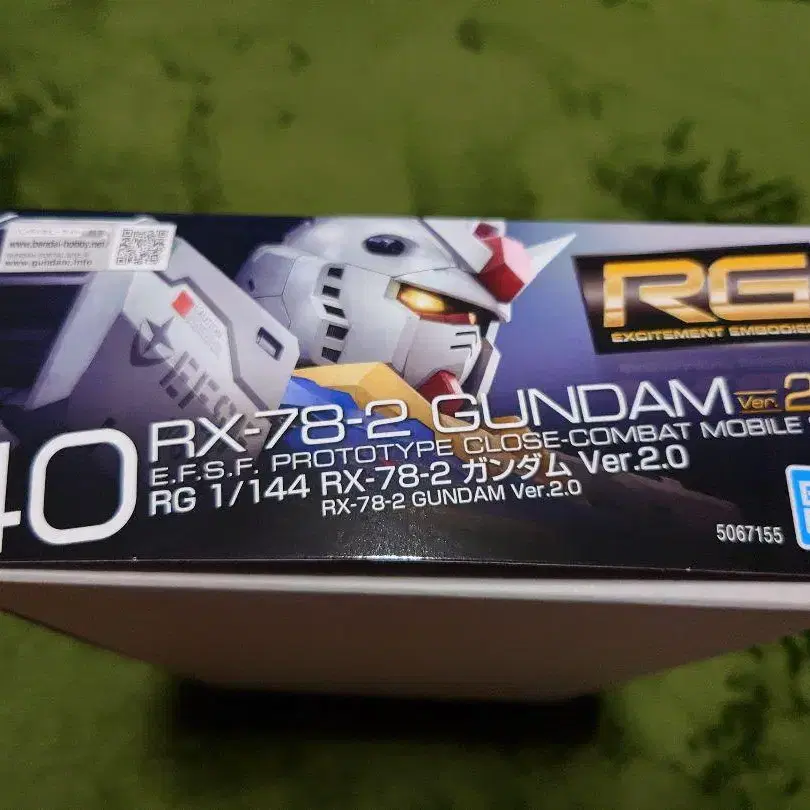 www.bandai-hobby.net
www.gundam.info
RG
EXCITEMENT EMBODIE
EFS
40
RX-78-2 GUNDAM Ver. 2
E.F.S.F. PROTOTYPE CLOSE-COMBAT MOBILE
RG 1/144 RX-78-2 ガンダム Ver.2.0
RX-78-2 GUNDAM Ver.2.0
5067155